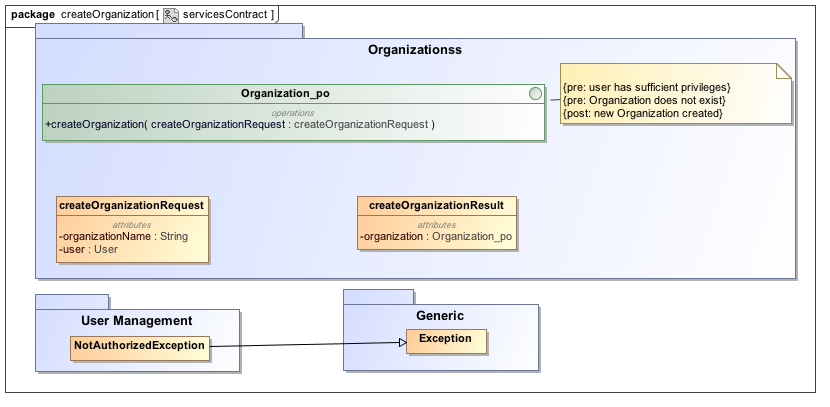 package createOrganization[ servicesContract ]
Organizationss
Organization_po
operations
+createOrganization( createOrganizationRequest : createOrganizationRequest )
{pre: user has sufficient privileges}
{pre: Organization does not exist}
{post: new Organization created}
createOrganizationRequest
attributes
-organizationName : String
-user : User
createOrganizationResult
attributes
-organization : Organization_po
User Management
NotAuthorizedException
Generic
Exception